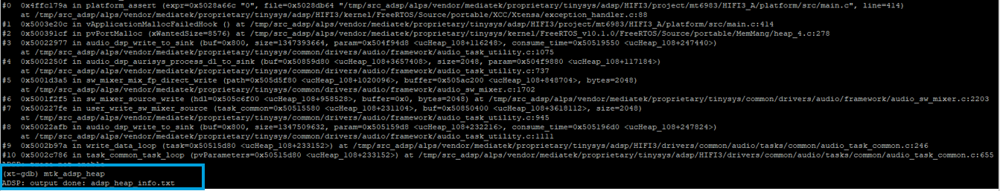 #0  0x4ffc179a in platform_assert (expr=0x5028a66c "0", file=0x5028db64 "/tmp/src_adsp/alps/vendor/mediatek/proprietary/tinysys/adsp/HIFI3/project/mt6983/HIFI3_A/platform/src/main.c", line=414)
    at /tmp/src_adsp/alps/vendor/mediatek/proprietary/tinysys/adsp/HIFI3/kernel/FreeRTOS/Source/portable/XCC/Xtensa/exception_handler.c:88
#1  0x5003e20c in vApplicationMallocFailedHook () at /tmp/src_adsp/alps/vendor/mediatek/proprietary/tinysys/adsp/HIFI3/project/mt6983/HIFI3_A/platform/src/main.c:414
#2  0x500391cf in pvPortMalloc (xWantedSize=8576) at /tmp/src_adsp/alps/vendor/mediatek/proprietary/tinysys/kernel/FreeRTOS_v10.1.0/FreeRTOS/Source/portable/MemMang/heap_4.c:278
#3  0x50022977 in audio_dsp_write_to_sink (buf=0x800, size=1347393664, param=0x504f94d8 <ucHeap_108+116248>, consume_time=0x50519550 <ucHeap_108+247440>)
    at /tmp/src_adsp/alps/vendor/mediatek/proprietary/tinysys/common/drivers/audio/framework/audio_task_utility.c:1075
#4  0x5002250f in audio_dsp_aurisys_process_dl_to_sink (buf=0x50859d80 <ucHeap_108+3657408>, size=2048, param=0x504f9880 <ucHeap_108+117184>)
    at /tmp/src_adsp/alps/vendor/mediatek/proprietary/tinysys/common/drivers/audio/framework/audio_task_utility.c:737
#5  0x5001d3a5 in sw_mixer_mix_fp_direct_write (path=0x505d5f80 <ucHeap_108+1020096>, buffer=0x505ac200 <ucHeap_108+848704>, bytes=2048)
    at /tmp/src_adsp/alps/vendor/mediatek/proprietary/tinysys/common/drivers/audio/framework/audio_sw_mixer.c:1702
#6  0x5001f2f5 in sw_mixer_source_write (hdl=0x505c6f00 <ucHeap_108+958528>, buffer=0x0, bytes=2048) at /tmp/src_adsp/alps/vendor/mediatek/proprietary/tinysys/common/drivers/audio/framework/audio_sw_mixer.c:2203
#7  0x500227fe in user_write_sw_mixer_source (task_common=0x50515580 <ucHeap_108+231104>, buf=0x50850400 <ucHeap_108+3618112>, size=2048)
    at /tmp/src_adsp/alps/vendor/mediatek/proprietary/tinysys/common/drivers/audio/framework/audio_task_utility.c:945
#8  0x50022afb in audio_dsp_write_to_sink (buf=0x800, size=1347509632, param=0x505159d8 <ucHeap_108+232216>, consume_time=0x505196d0 <ucHeap_108+247824>)
    at /tmp/src_adsp/alps/vendor/mediatek/proprietary/tinysys/common/drivers/audio/framework/audio_task_utility.c:1111
#9  0x5002b97a in write_data_loop (task=0x50515d80 <ucHeap_108+233152>) at /tmp/src_adsp/alps/vendor/mediatek/proprietary/tinysys/adsp/HIFI3/drivers/common/audio/tasks/common/audio_task_common.c:246
#10 0x5002c786 in task_common_task_loop (pvParameters=0x50515d80 <ucHeap_108+233152>) at /tmp/src_adsp/alps/vendor/mediatek/proprietary/tinysys/adsp/HIFI3/drivers/common/audio/tasks/common/audio_task_common.c:655
(xt-gdb) mtk_adsp_heap
ADSP: output done: adsp_heap_info.txt